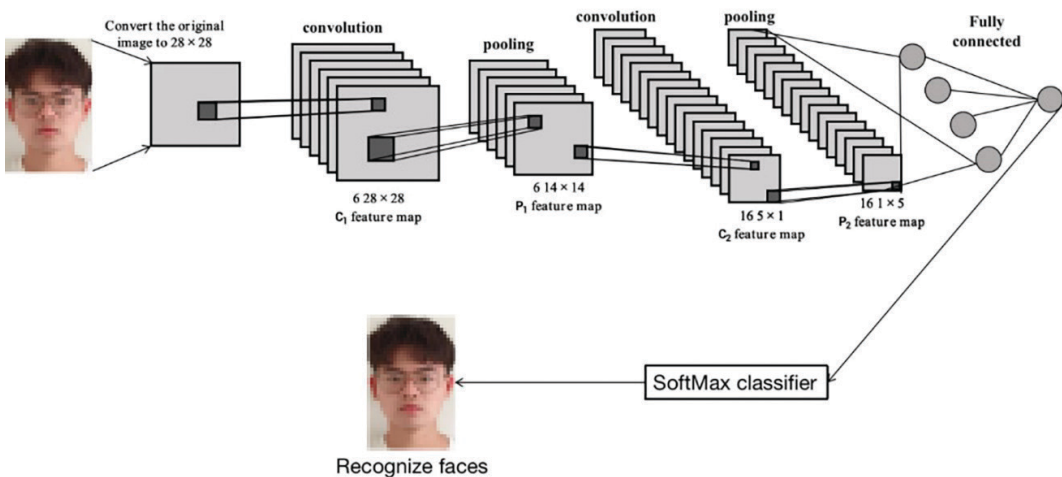 Convert the original
image to 28 × 28
convolution
pooling
convolution
pooling
Fully
connected
6 28 × 28
C₁ feature map
6 14 × 14
P₁ feature map
16 5 × 1
C₂ feature map
16 1 × 5
P₂ feature map
SoftMax classifier
Recognize faces